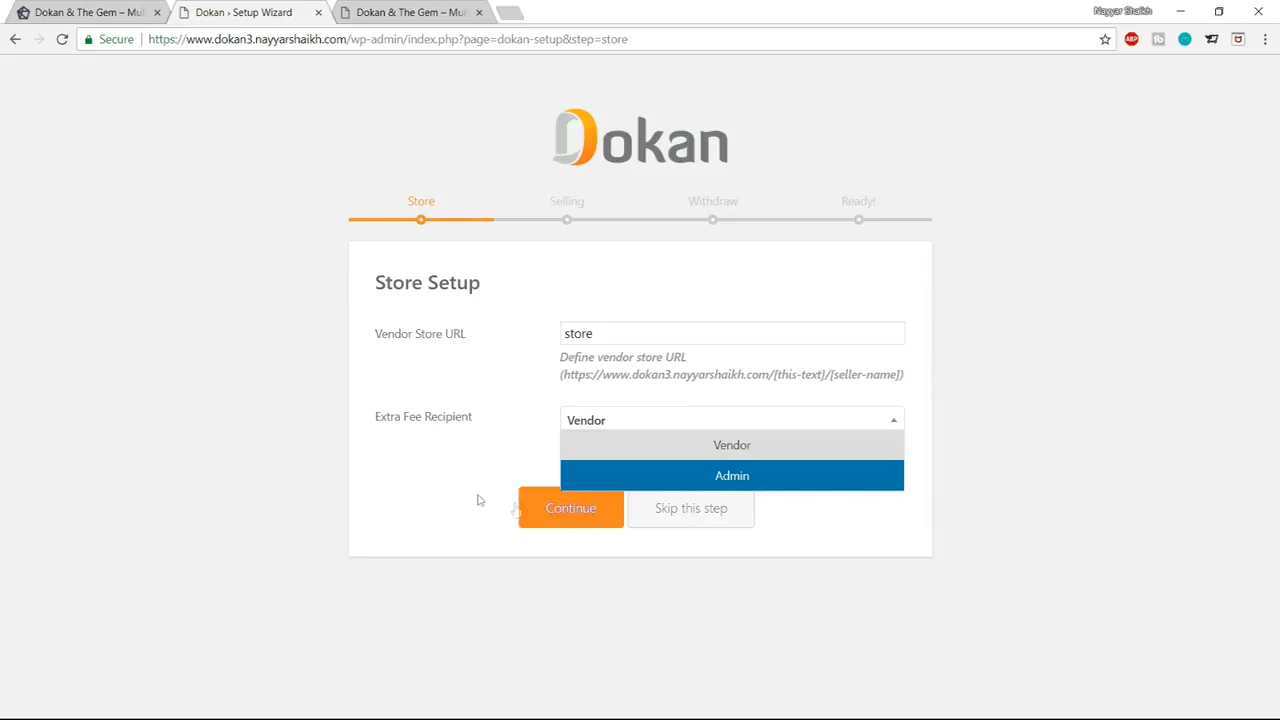 Dokan & The Gem – Mul
Dokan › Setup Wizard
Dokan & The Gem – Mul
Nayyar Shaikh
Secure
https://www.dokan3.nayyarshaikh.com/wp-admin/index.php?page=dokan-setup&step=store
ABP
Dokan
Store
Selling
Withdraw
Ready!
Store Setup
Vendor Store URL
store
Define vendor store URL
(https://www.dokan3.nayyarshaikh.com/[this-text]/[seller-name])
Extra Fee Recipient
Vendor
Vendor
Admin
Continue
Skip this step